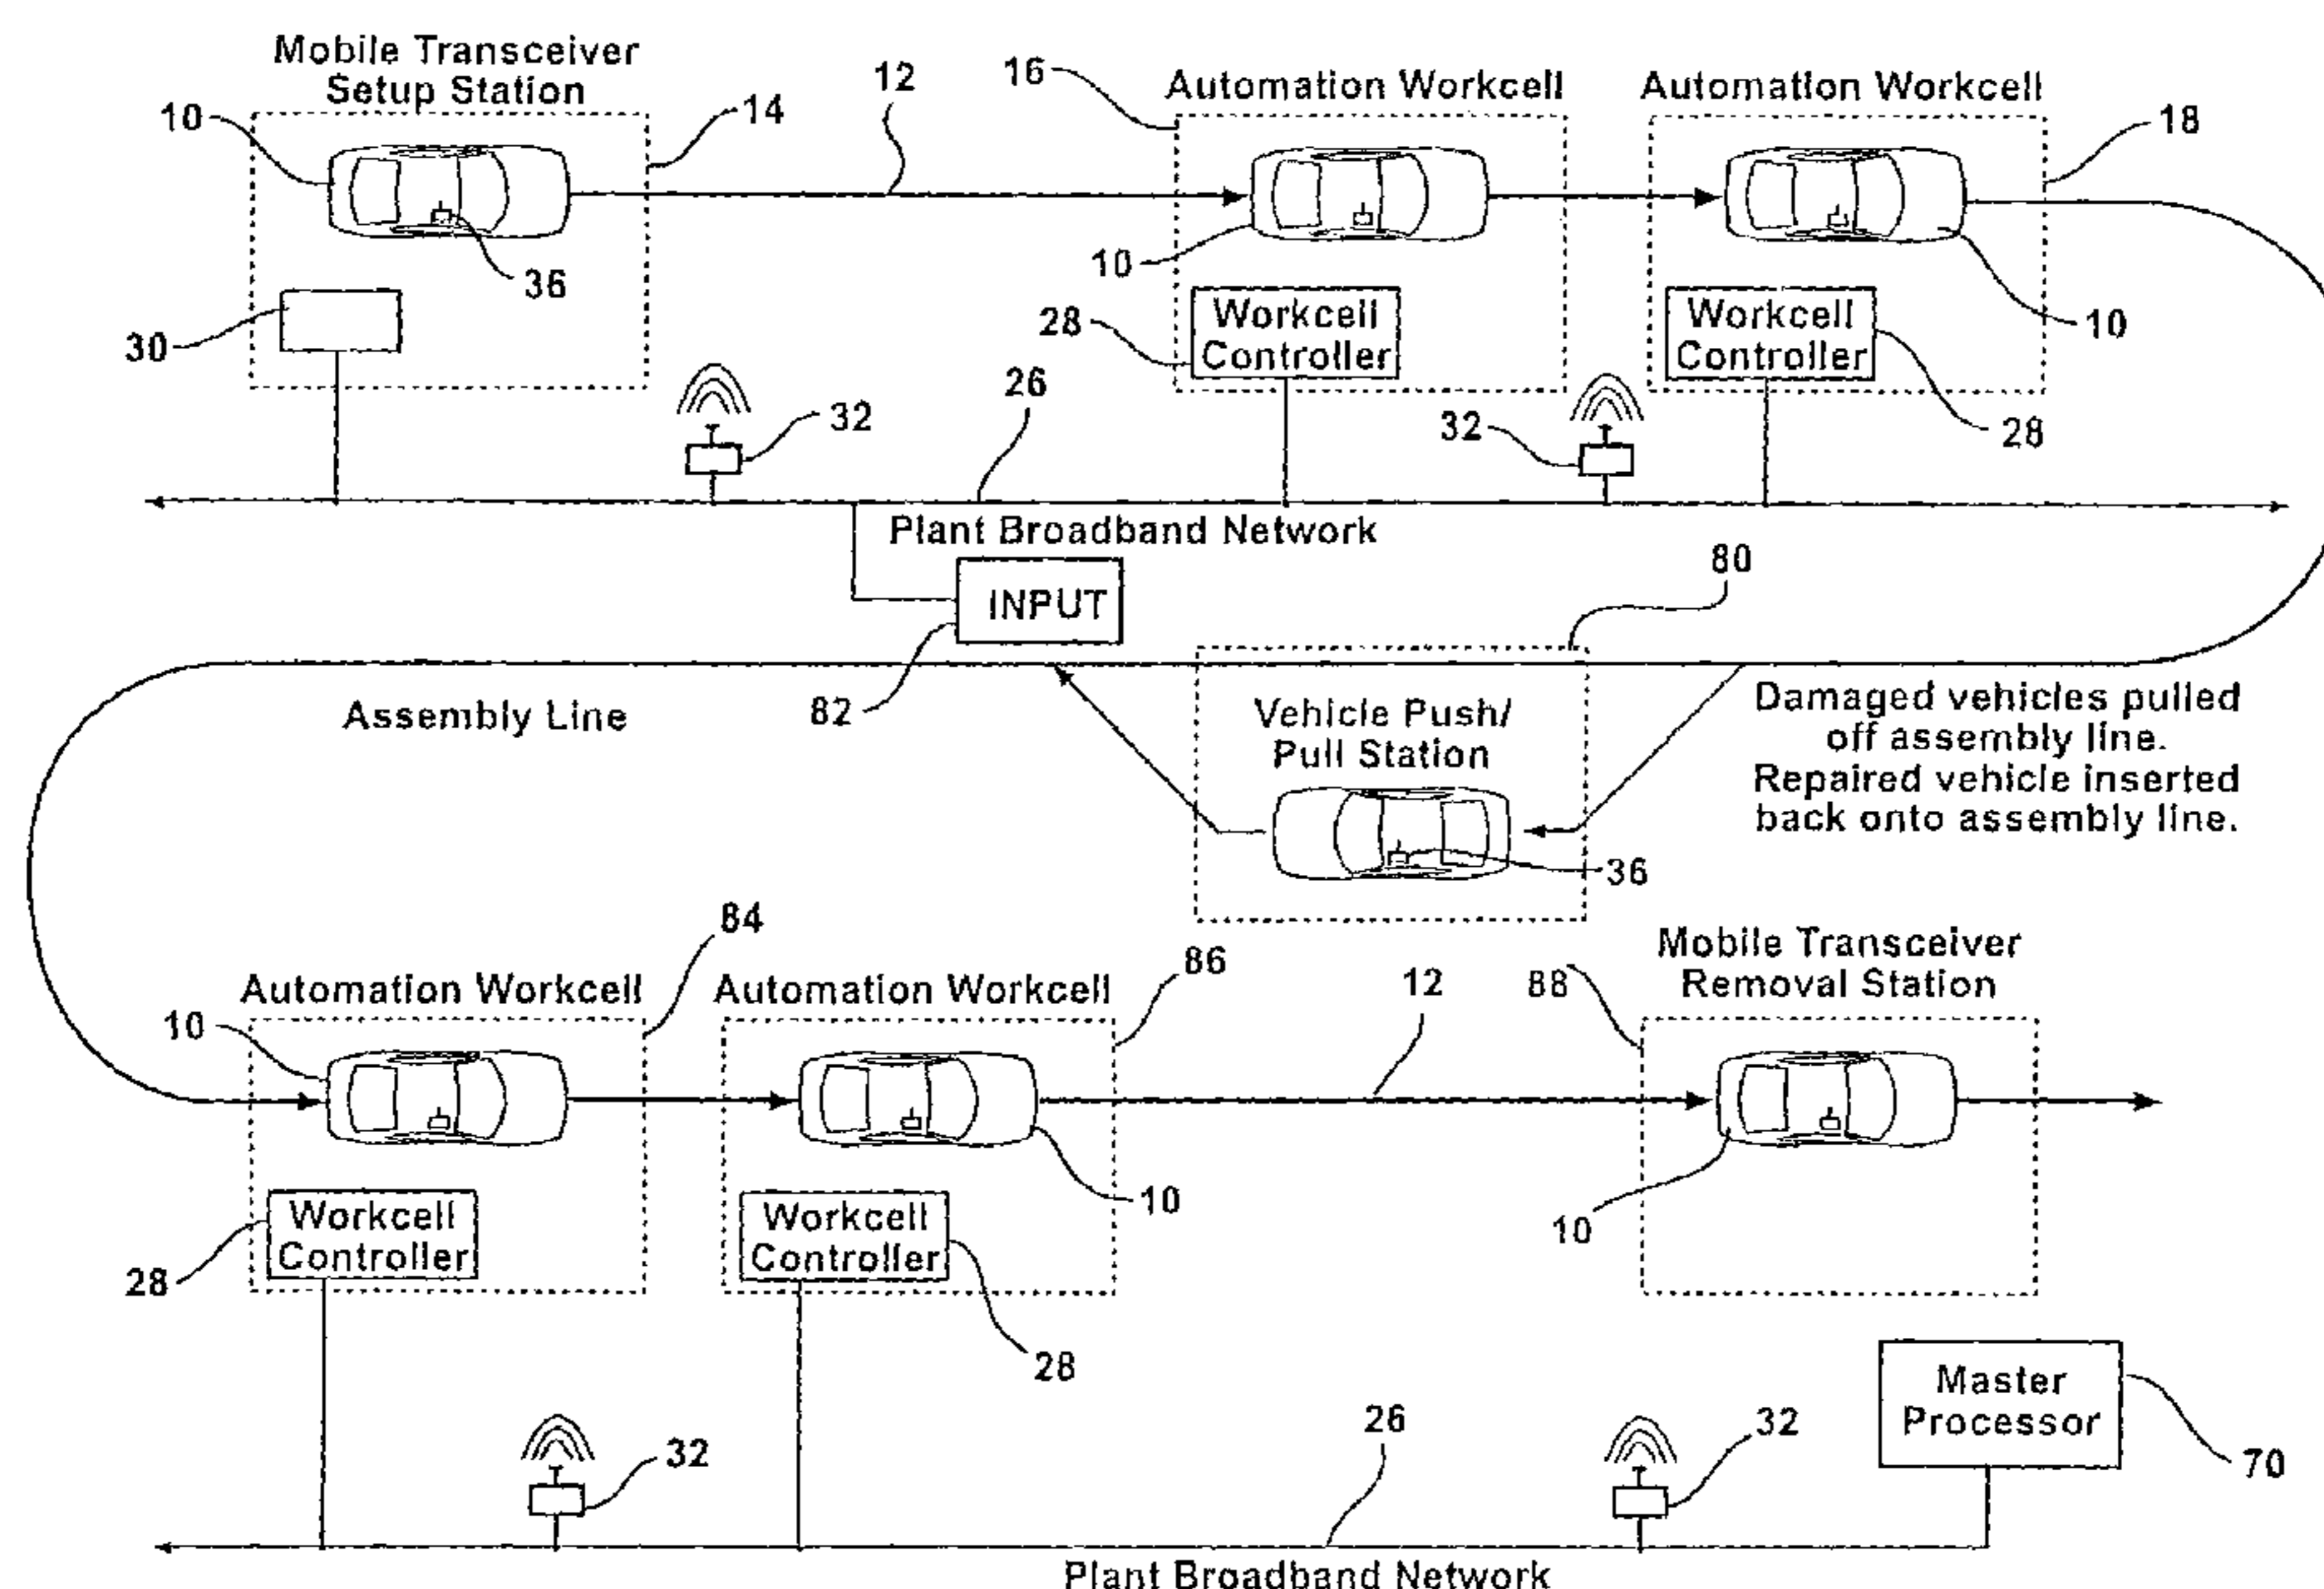 Mobile Transceiver
Setup Station
10
14
12
16
Automation Workcell
Automation Workcell
18
36
30
10
28
Workcell
Controller
Workcell
Controller
10
28
32
26
32
Plant Broadband Network
INPUT
82
80
Assembly Line
Vehicle Push/
Pull Station
36
Damaged vehicles pulled
off assembly line.
Repaired vehicle inserted
back onto assembly line.
84
Automation Workcell
10
86
Automation Workcell
12
88
Mobile Transceiver
Removal Station
10
10
28
Workcell
Controller
Workcell
Controller
28
32
26
32
Master
Processor
70
Plant Broadband Network